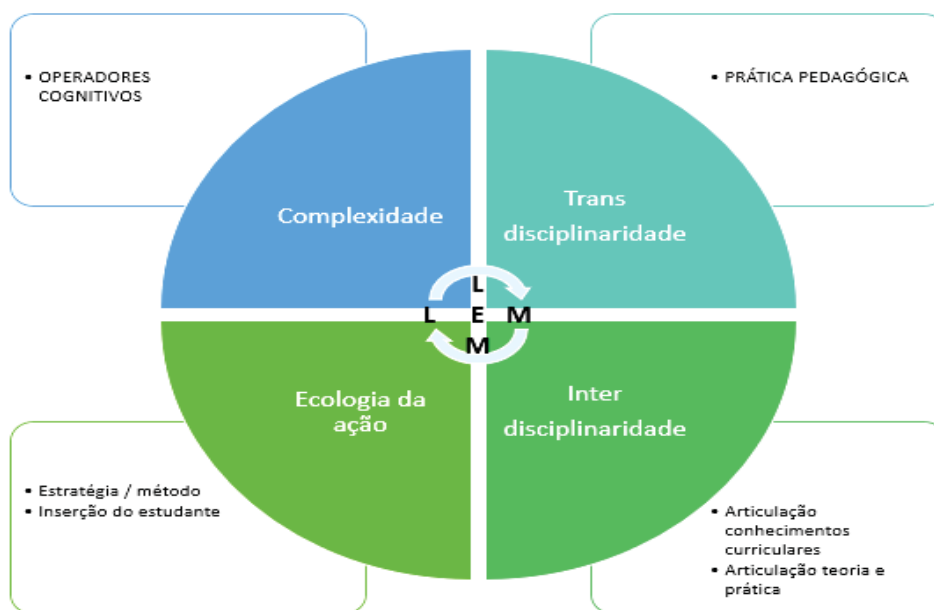 • OPERADORES
COGNITIVOS
• PRÁTICA PEDAGÓGICA
Complexidade
Trans
disciplinaridade
L
L E M
M
Ecologia da
ação
Inter
disciplinaridade
• Estratégia / método
• Inserção do estudante
• Articulação
conhecimentos
curriculares
• Articulação teoria e
prática